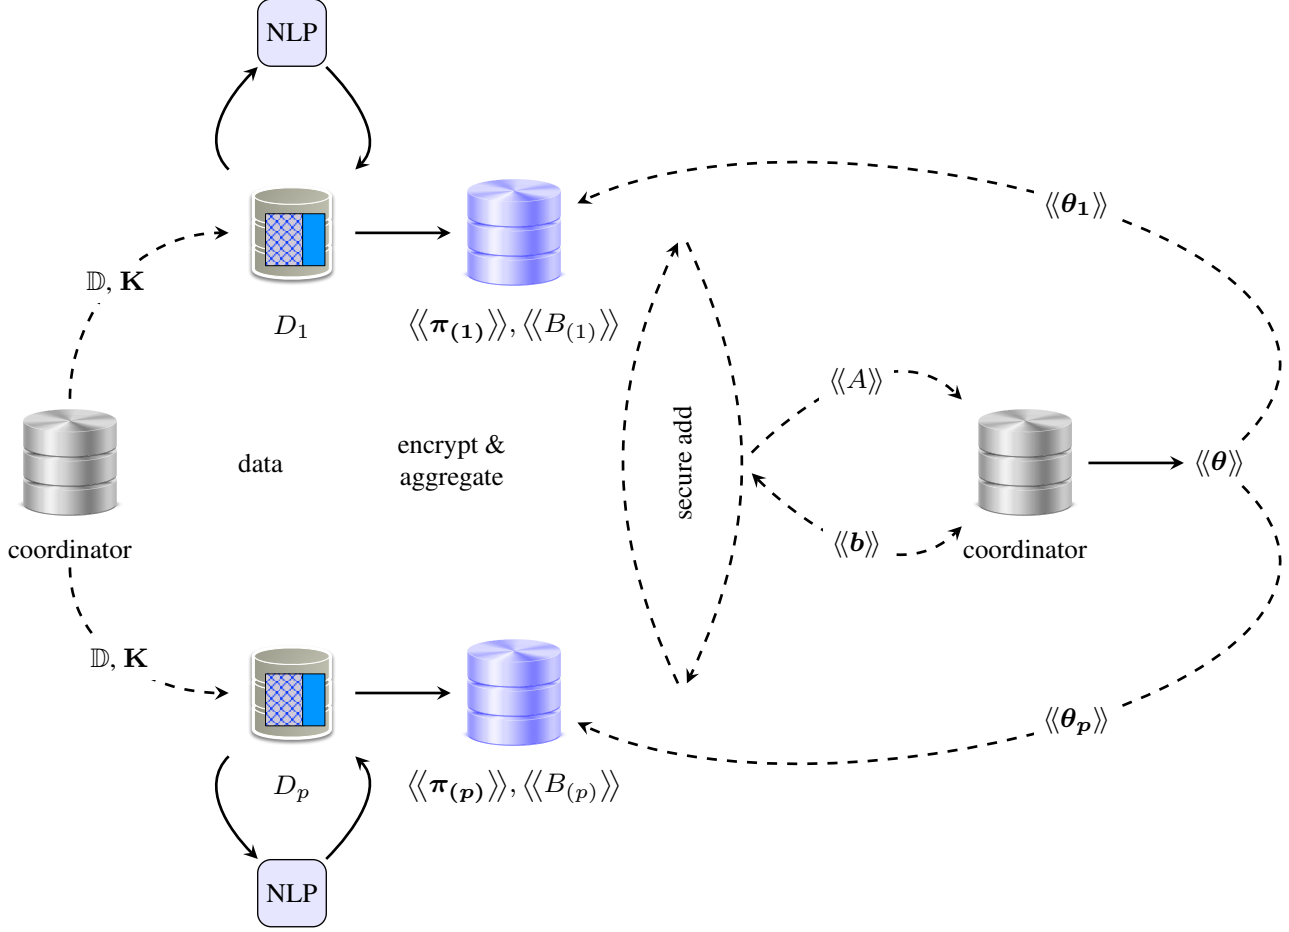 NLP
⟨⟨θ₁⟩⟩
𝔻, K
D₁
⟨⟨π₍₁₎⟩⟩, ⟨⟨B₍₁₎⟩⟩
⟨⟨A⟩⟩
data
encrypt &
aggregate
secure add
⟨⟨θ⟩⟩
coordinator
⟨⟨b⟩⟩
coordinator
𝔻, K
⟨⟨θₚ⟩⟩
Dₚ
⟨⟨π₍ₚ₎⟩⟩, ⟨⟨B₍ₚ₎⟩⟩
NLP